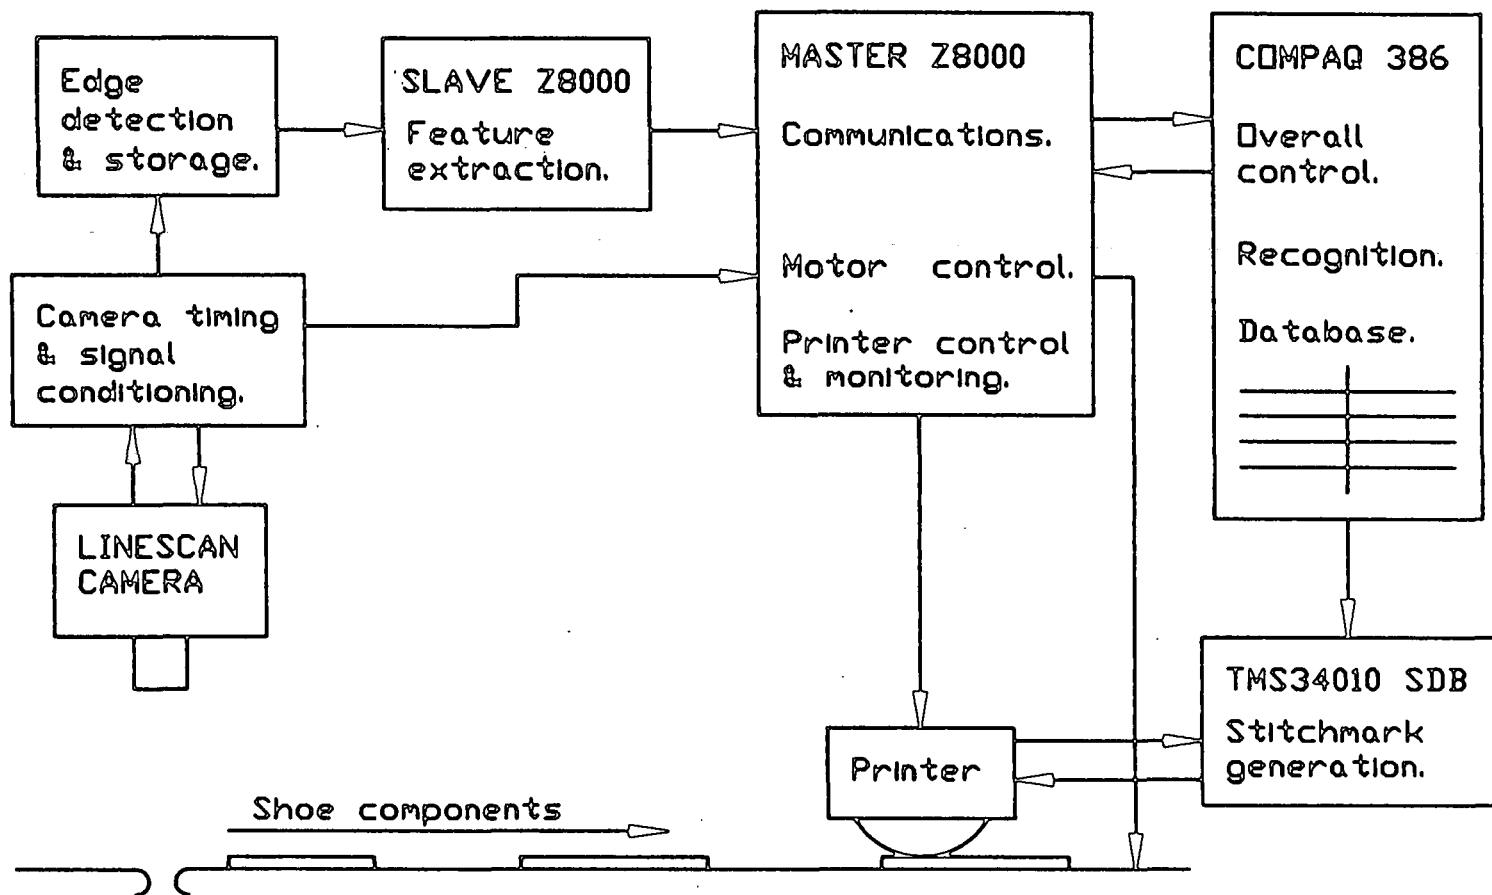 Edge
detection
& storage.
SLAVE Z8000
Feature
extraction.
MASTER Z8000
Communications.
Motor control.
Printer control
& monitoring.
COMPAQ 386
Overall
control.
Recognition.
Database.
Camera timing
& signal
conditioning.
LINESCAN
CAMERA
TMS34010 SDB
Stitchmark
generation.
Printer
Shoe components